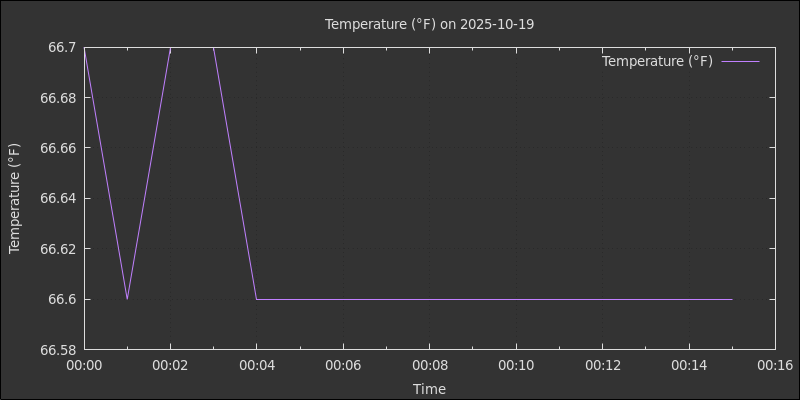 Temperature (°F) on 2025-10-19
Temperature (°F)
66.7
66.68
66.66
66.64
66.62
66.6
66.58
Temperature (°F)
00:00 00:02 00:04 00:06 00:08 00:10 00:12 00:14 00:16
Time